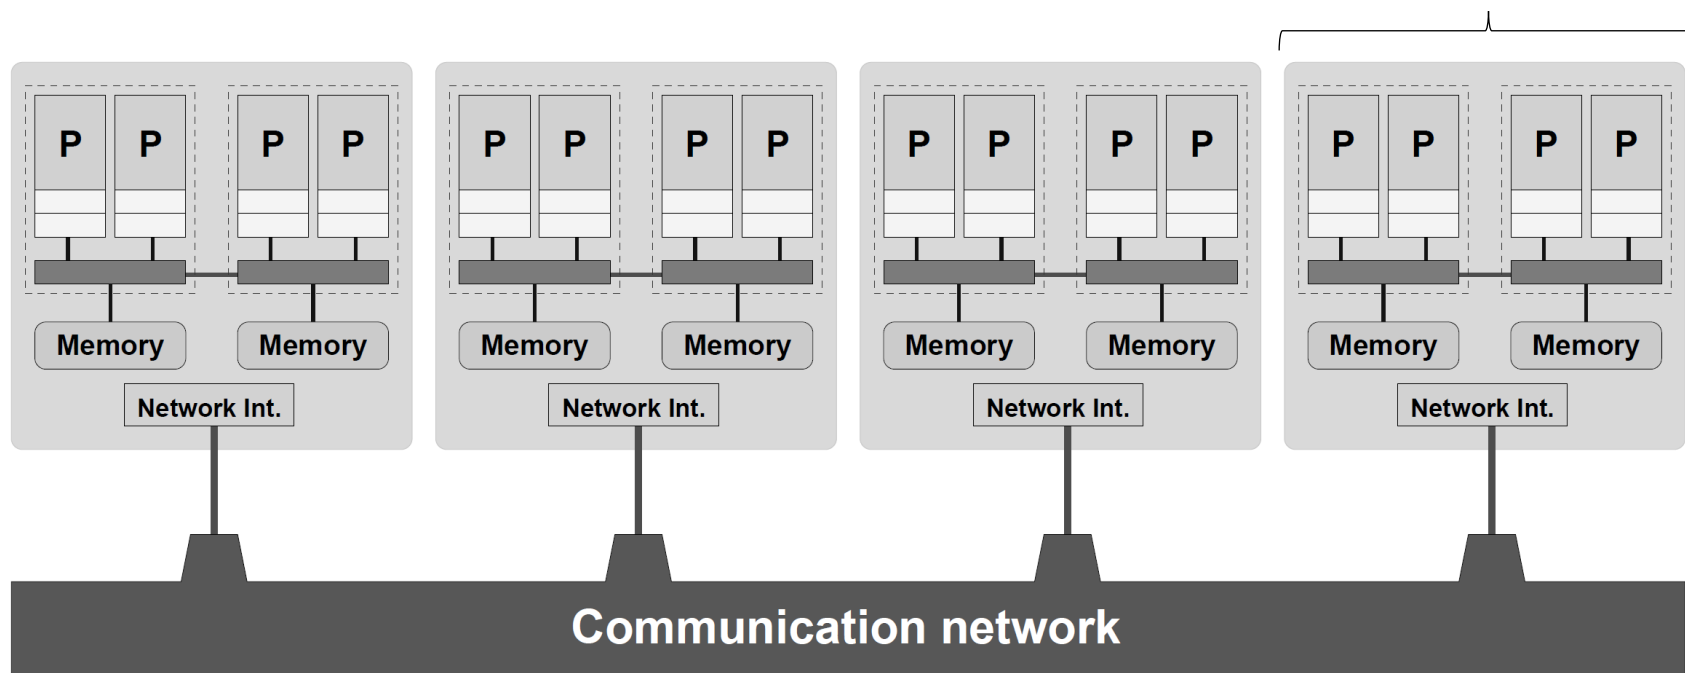 P P P P P P P P P P P P P P P P
Memory Memory Memory Memory Memory Memory Memory Memory
Network Int. Network Int. Network Int. Network Int.
Communication network